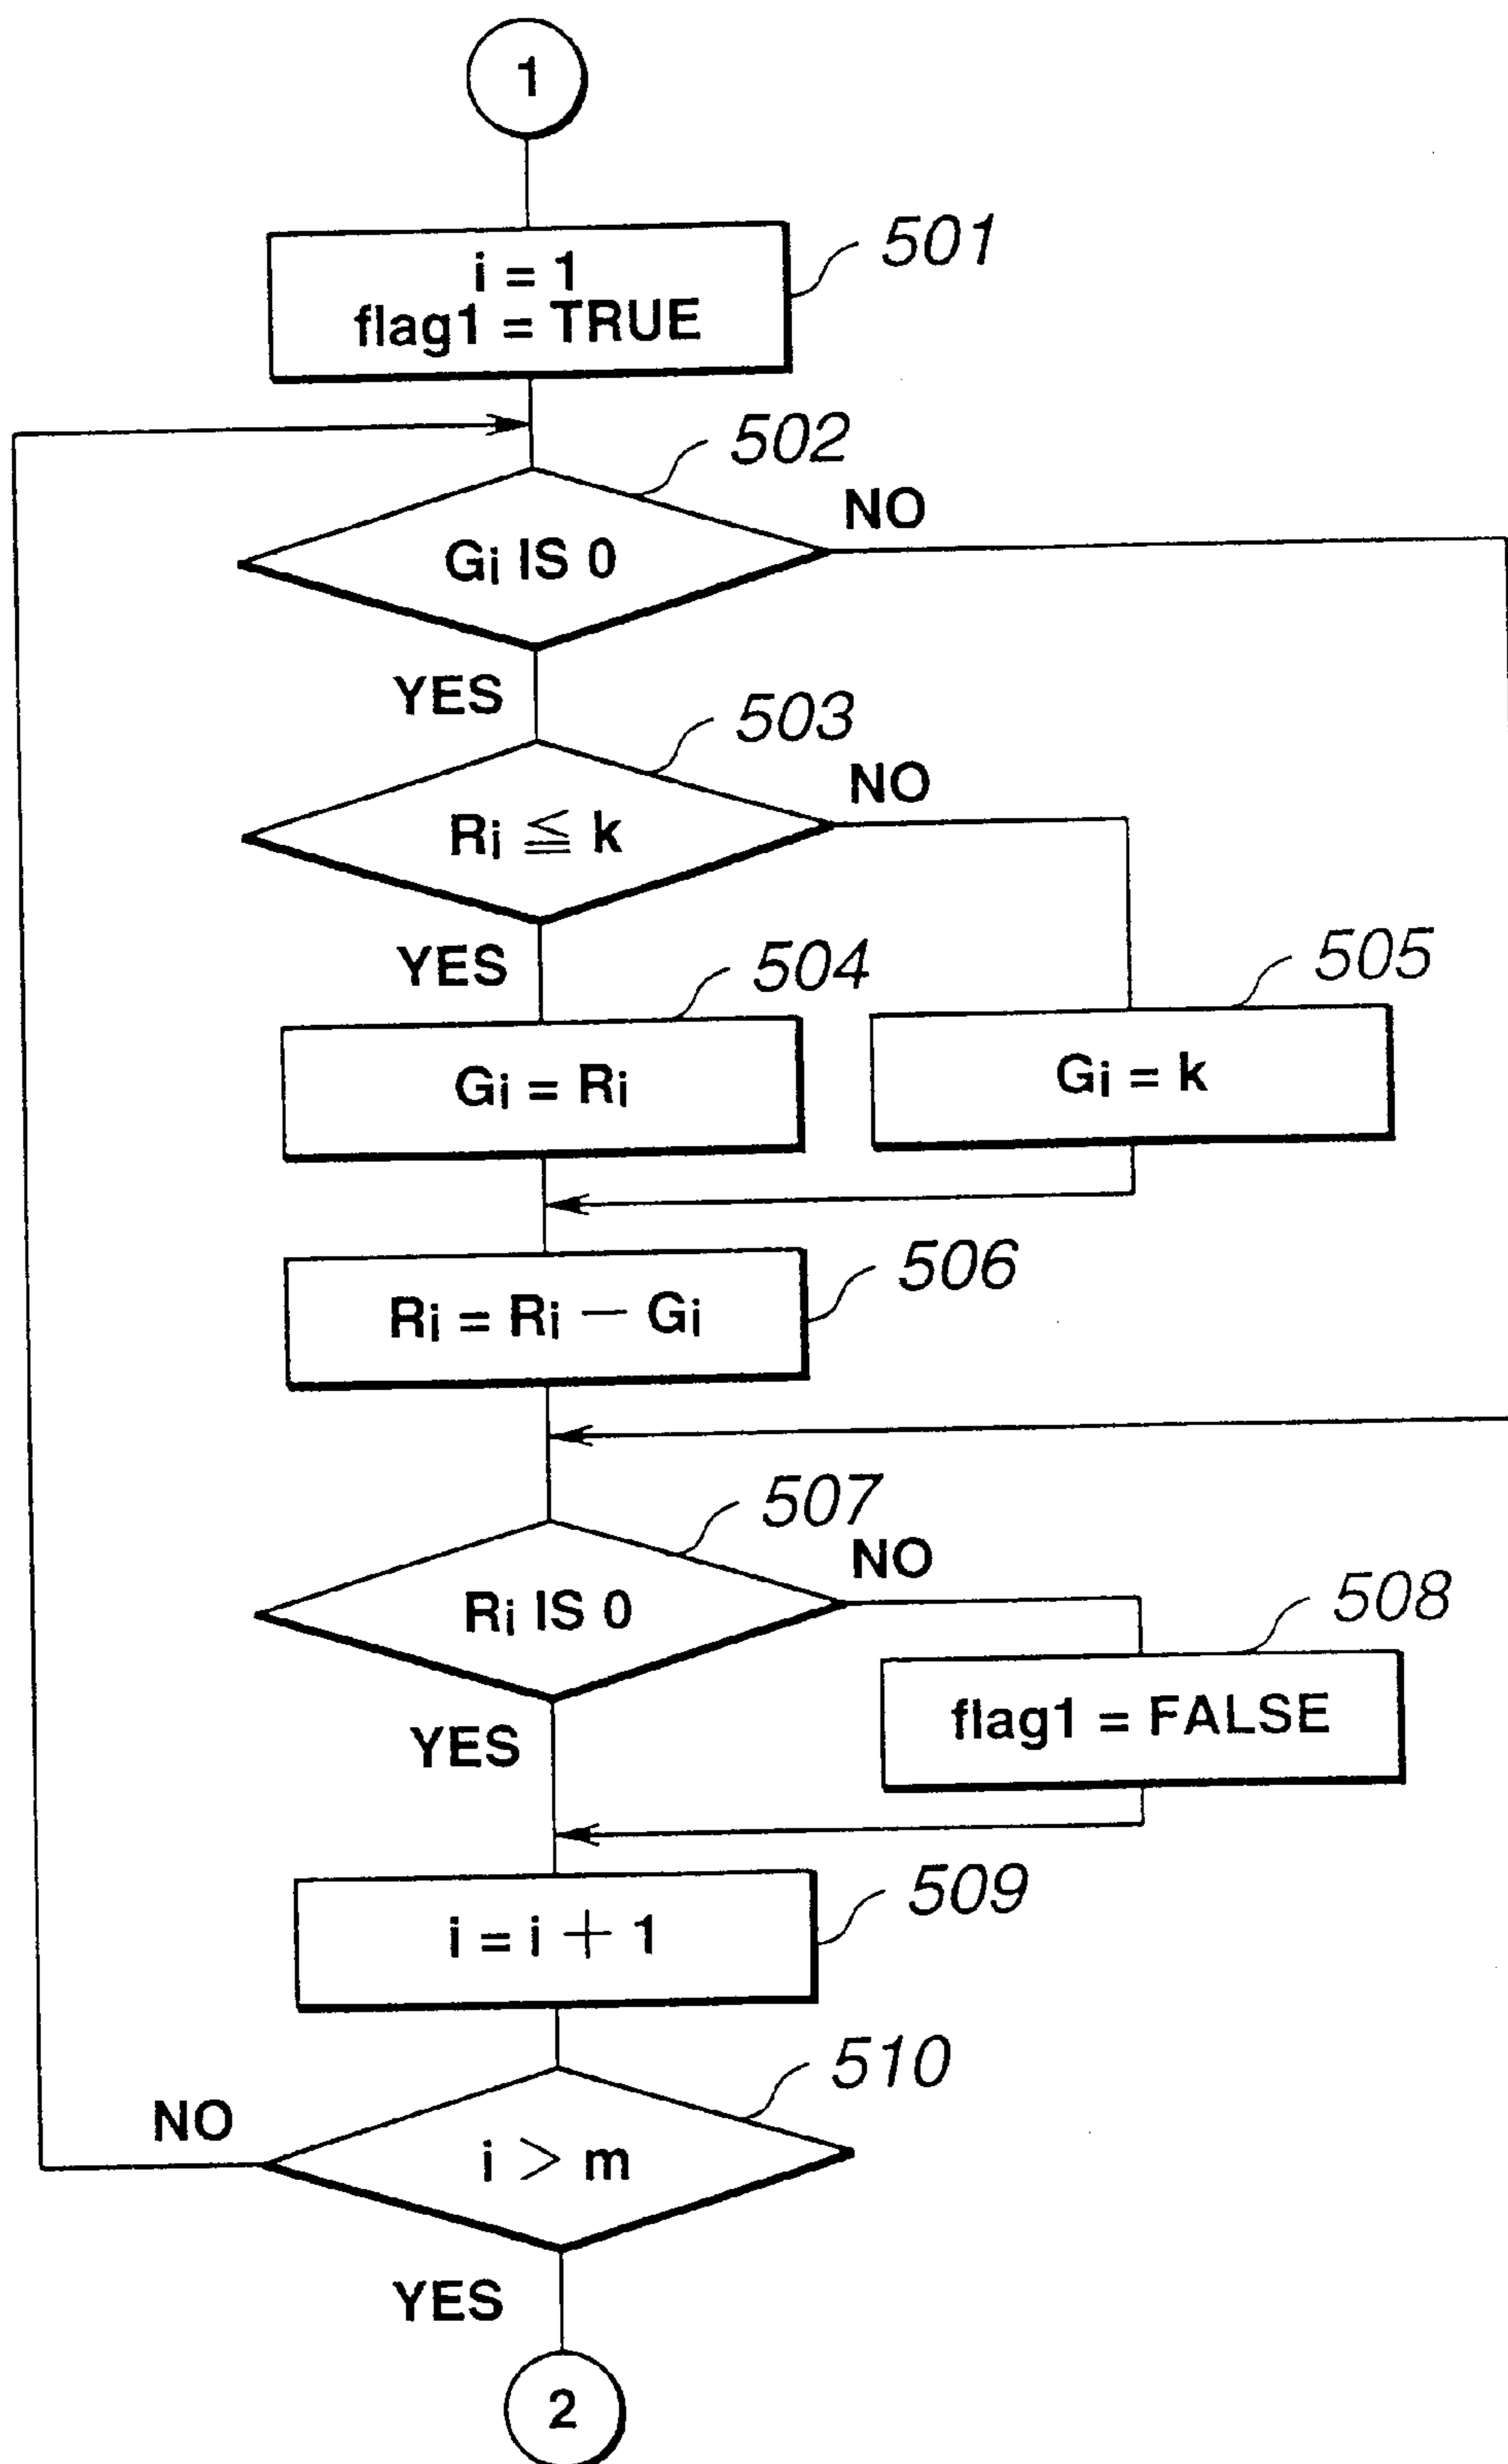 1
501
i = 1
flag1 = TRUE
502
NO
Gi IS 0
YES
503
NO
Ri ≦ k
YES
504
505
Gi = Ri
Gi = k
506
Ri = Ri − Gi
507
NO
Ri IS 0
508
flag1 = FALSE
YES
509
i = i + 1
510
NO
i > m
YES
2